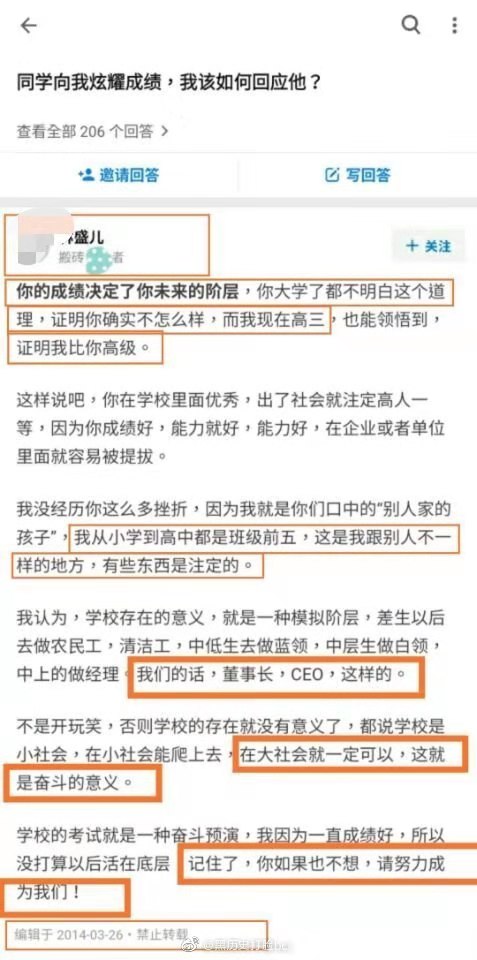 同学向我炫耀成绩，我该如何回应他？
查看全部 206 个回答
邀请回答
写回答
盛儿
搬砖
者
+ 关注
你的成绩决定了你未来的阶层，你大学了都不明白这个道
理，证明你确实不怎么样，而我现在高三，也能领悟到，
证明我比你高级。
这样说吧，你在学校里面优秀，出了社会就注定高人一
等，因为你成绩好，能力就好，能力好，在企业或者单位
里面就容易被提拔。
我没经历你这么多挫折，因为我就是你们口中的“别人家的
孩子”，我从小学到高中都是班级前五，这是我跟别人不一
样的地方，有些东西是注定的。
我认为，学校存在的意义，就是一种模拟阶层，差生以后
去做农民工，清洁工，中低生去做蓝领，中层生做白领，
中上的做经理。我们的话，董事长，CEO，这样的。
不是开玩笑，否则学校的存在就没有意义了，都说学校是
小社会，在小社会能爬上去，在大社会就一定可以，这就
是奋斗的意义。
学校的考试就是一种奋斗预演，我因为一直成绩好，所以
没打算以后活在底层 记住了，你如果也不想，请努力成
为我们！
编辑于 2014-03-26・禁止转载